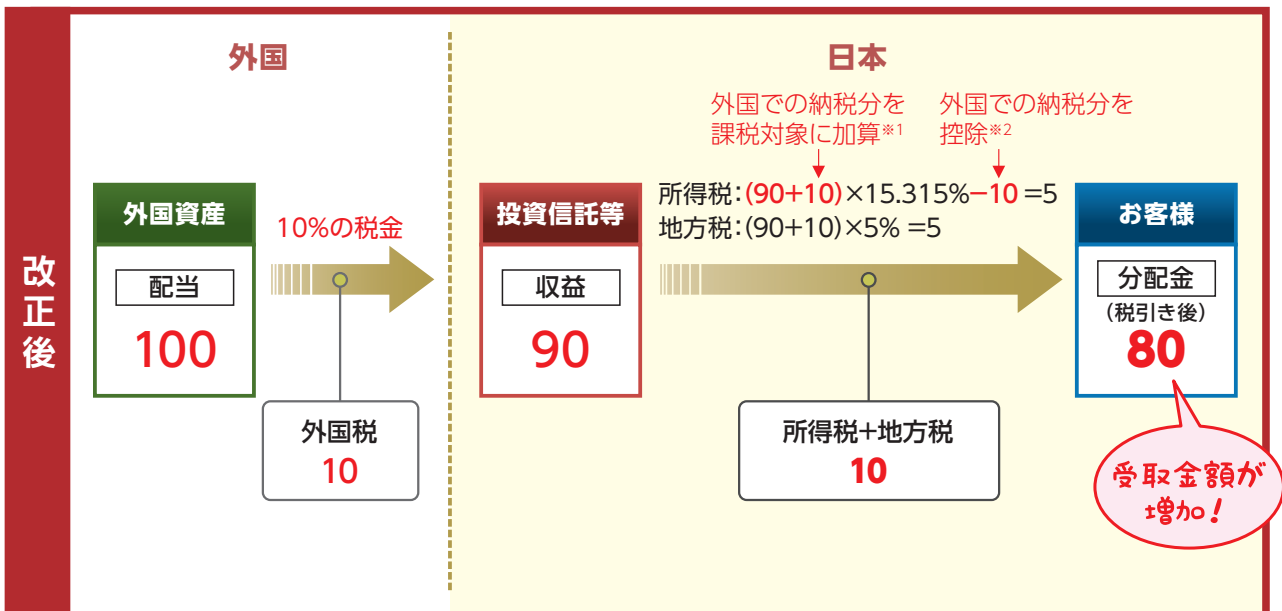 改正後
外国
日本
外国での納税分を
課税対象に加算※1
外国での納税分を
控除※2
外国資産
配当
100
10%の税金
外国税
10
投資信託等
収益
90
所得税:(90+10)×15.315%−10 =5
地方税:(90+10)×5% =5
所得税+地方税
10
お客様
分配金
(税引き後)
80
受取金額が
増加!